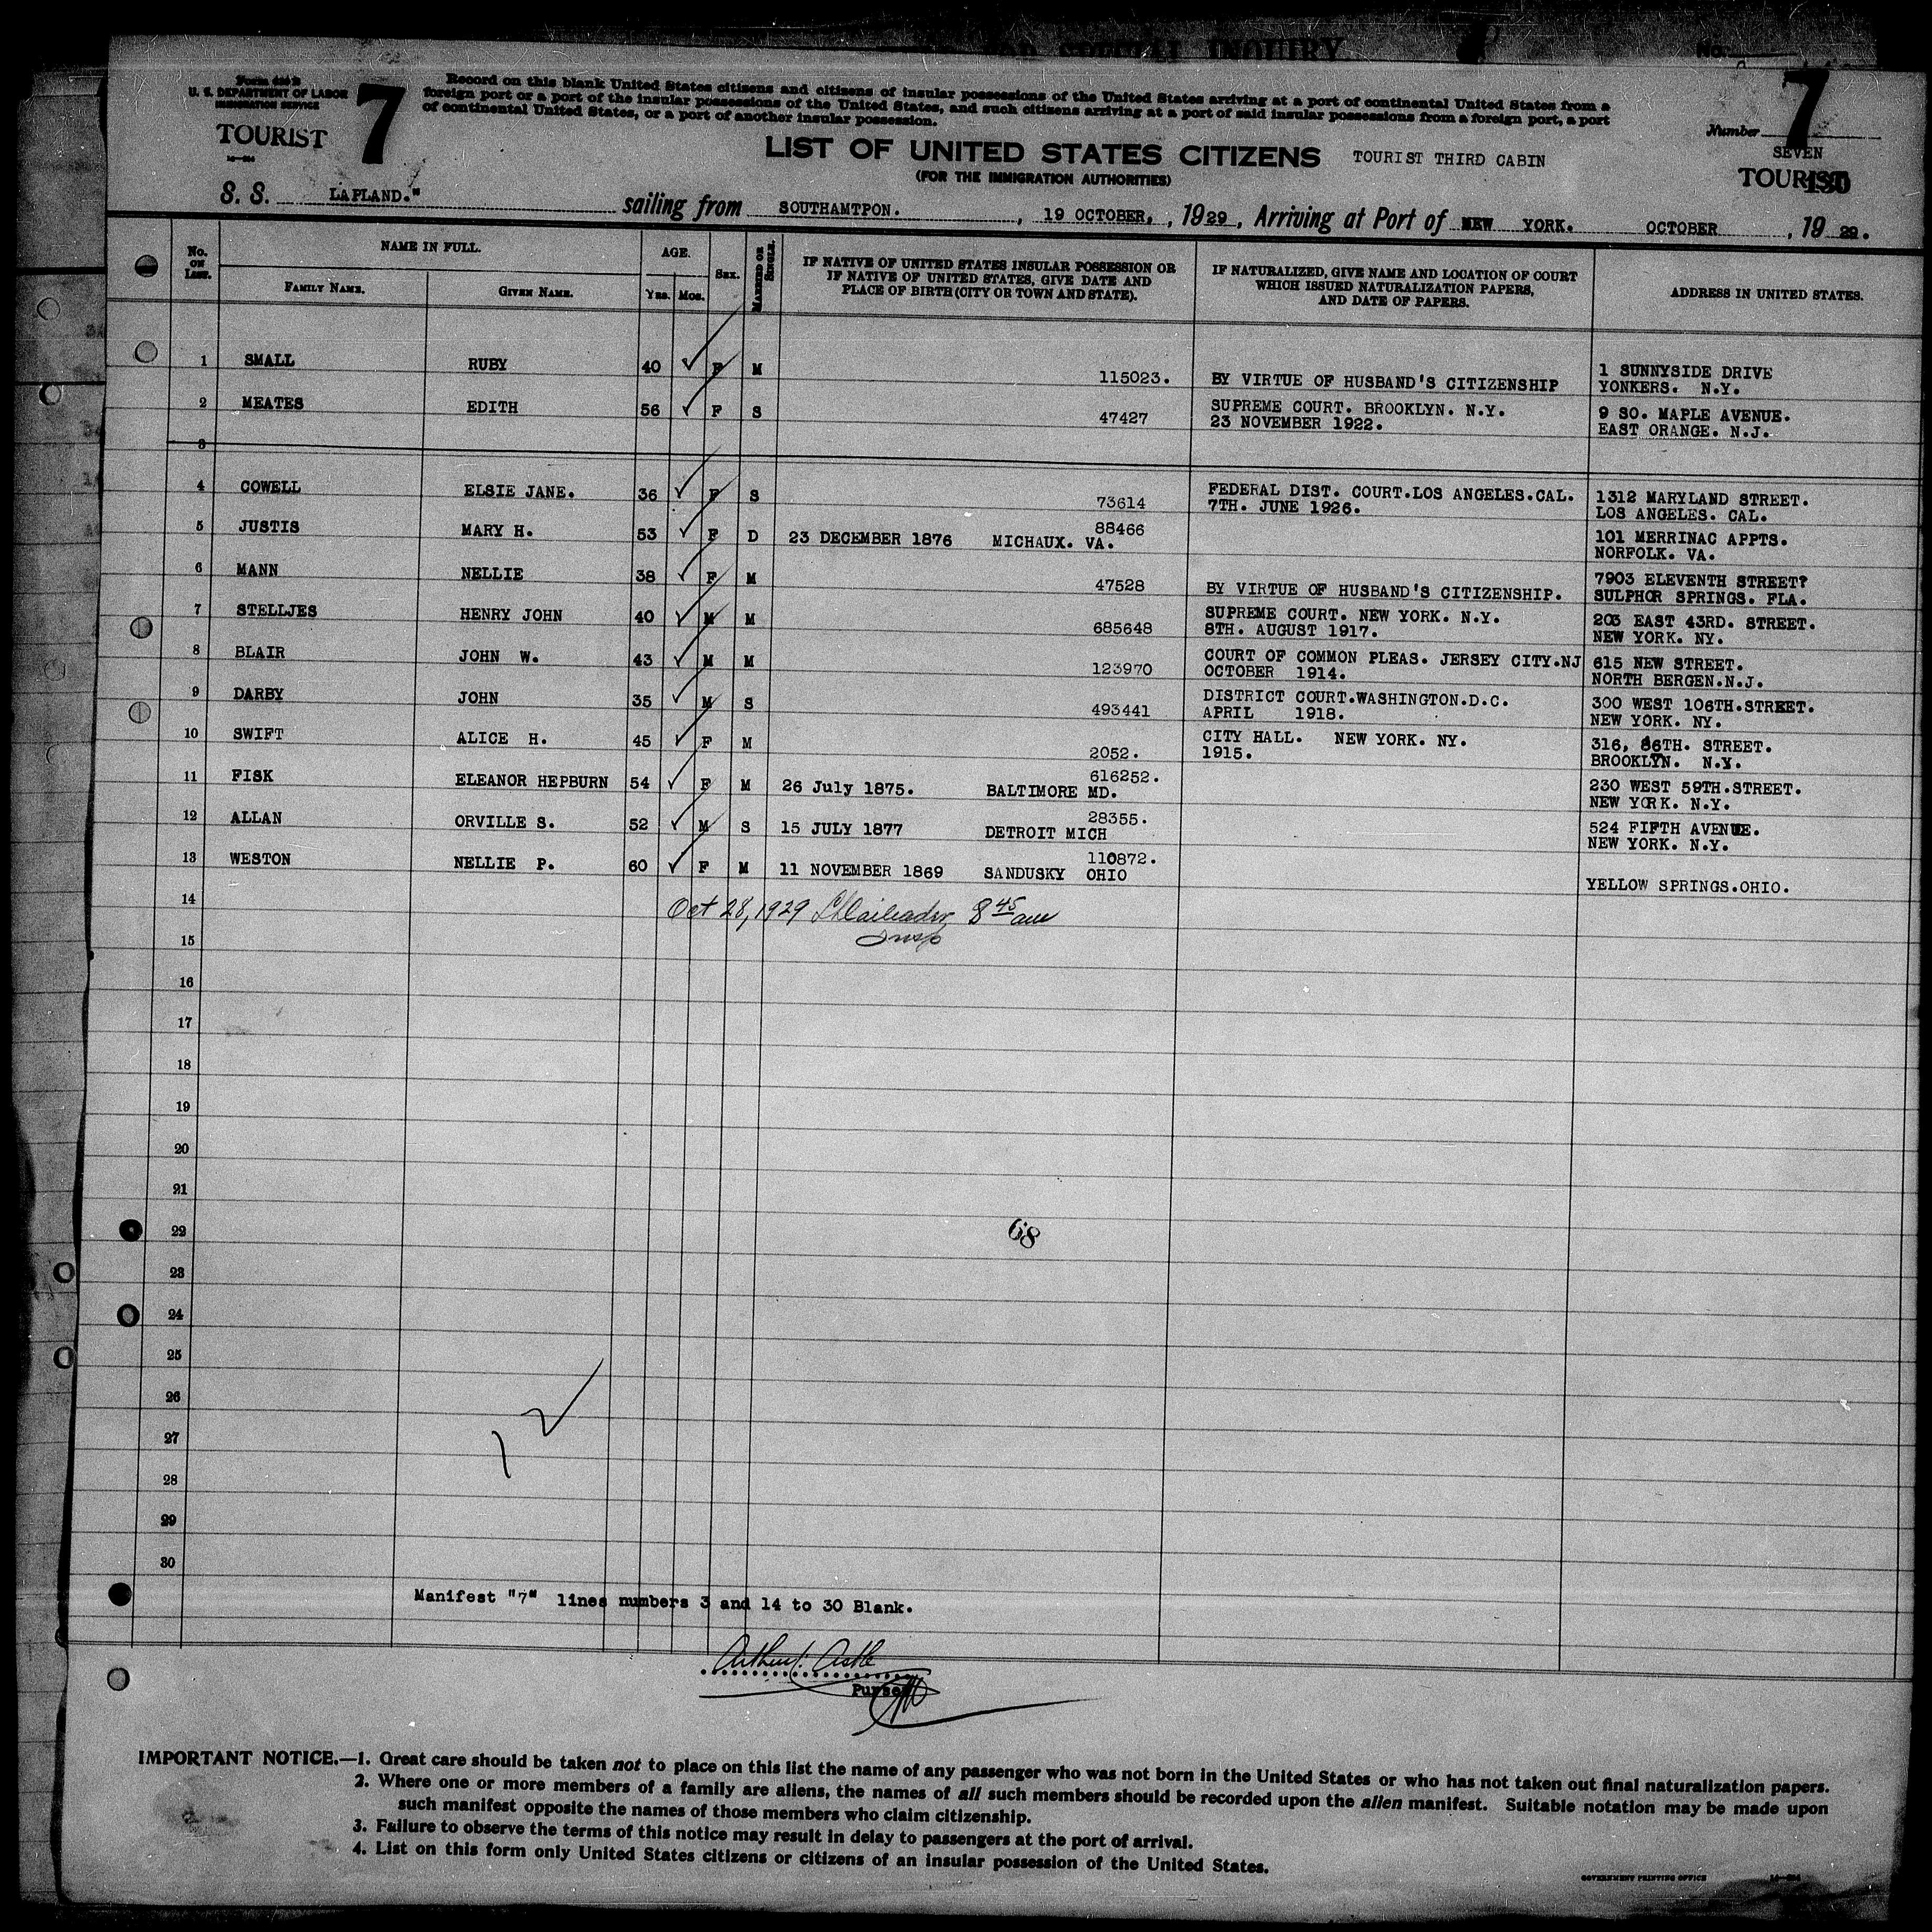 FOR SPECIAL INQUIRY
No.
Form 630 B
U. S. DEPARTMENT OF LABOR
IMMIGRATION SERVICE
TOURIST
7
Record on this blank United States citizens and citizens of insular possessions of the United States arriving at a port of continental United States from a
foreign port or a port of the insular possessions of the United States, and such citizens arriving at a port of said insular possessions from a foreign port, a port
of continental United States, or a port of another insular possession.
LIST OF UNITED STATES CITIZENS TOURIST THIRD CABIN
(FOR THE IMMIGRATION AUTHORITIES)
Number 7
SEVEN
TOURIST
130
S. S. LAPLAND." sailing from SOUTHAMTPON. , 19 OCTOBER, , 1929, Arriving at Port of NEW YORK. OCTOBER , 19 29.
No. ON LIST. NAME IN FULL. FAMILY NAME. GIVEN NAME. AGE. Yrs. Mos. SEX. MARRIED OR SINGLE.
IF NATIVE OF UNITED STATES INSULAR POSSESSION OR
IF NATIVE OF UNITED STATES, GIVE DATE AND
PLACE OF BIRTH (CITY OR TOWN AND STATE).
IF NATURALIZED, GIVE NAME AND LOCATION OF COURT
WHICH ISSUED NATURALIZATION PAPERS,
AND DATE OF PAPERS.
ADDRESS IN UNITED STATES.
1 SMALL RUBY 40 F M 115023. BY VIRTUE OF HUSBAND'S CITIZENSHIP 1 SUNNYSIDE DRIVE
YONKERS. N.Y.
2 MEATES EDITH 56 F S 47427 SUPREME COURT. BROOKLYN. N.Y. 9 SO. MAPLE AVENUE.
23 NOVEMBER 1922. EAST ORANGE. N.J.
3
4 COWELL ELSIE JANE. 36 F S 73614 FEDERAL DIST. COURT.LOS ANGELES.CAL. 1312 MARYLAND STREET.
7TH. JUNE 1926. LOS ANGELES. CAL.
5 JUSTIS MARY H. 53 F D 23 DECEMBER 1876 MICHAUX. VA. 88466 101 MERRINAC APPTS.
NORFOLK. VA.
6 MANN NELLIE 38 F M 47528 BY VIRTUE OF HUSBAND'S CITIZENSHIP. 7903 ELEVENTH STREET?
SULPHOR SPRINGS. FLA.
7 STELLJES HENRY JOHN 40 M M 685648 SUPREME COURT. NEW YORK. N.Y. 203 EAST 43RD. STREET.
8TH. AUGUST 1917. NEW YORK. NY.
8 BLAIR JOHN W. 43 M M 123970 COURT OF COMMON PLEAS. JERSEY CITY.NJ 615 NEW STREET.
OCTOBER 1914. NORTH BERGEN.N.J.
9 DARBY JOHN 35 M S 493441 DISTRICT COURT.WASHINGTON.D.C. 300 WEST 106TH.STREET.
APRIL 1918. NEW YORK. NY.
10 SWIFT ALICE H. 45 F M 2052. CITY HALL. NEW YORK. NY. 316, 86TH. STREET.
1915. BROOKLYN. N.Y.
11 FISK ELEANOR HEPBURN 54 F M 26 July 1875. BALTIMORE MD. 616252. 230 WEST 59TH.STREET.
NEW YORK. N.Y.
12 ALLAN ORVILLE S. 52 M S 15 JULY 1877 DETROIT MICH 28355. 524 FIFTH AVENUE.
NEW YORK. N.Y.
13 WESTON NELLIE P. 60 F M 11 NOVEMBER 1869 SANDUSKY OHIO 110872.
YELLOW SPRINGS.OHIO.
14 Oct 28, 1929 8 45 am
Insp
15
16
17
18
19
20
21
22 68
23
24
25
26
27
28
29
30
Manifest "7" lines numbers 3 and 14 to 30 Blank.
Purser
IMPORTANT NOTICE.—1. Great care should be taken not to place on this list the name of any passenger who was not born in the United States or who has not taken out final naturalization papers.
2. Where one or more members of a family are aliens, the names of all such members should be recorded upon the alien manifest. Suitable notation may be made upon
such manifest opposite the names of those members who claim citizenship.
3. Failure to observe the terms of this notice may result in delay to passengers at the port of arrival.
4. List on this form only United States citizens or citizens of an insular possession of the United States.
GOVERNMENT PRINTING OFFICE